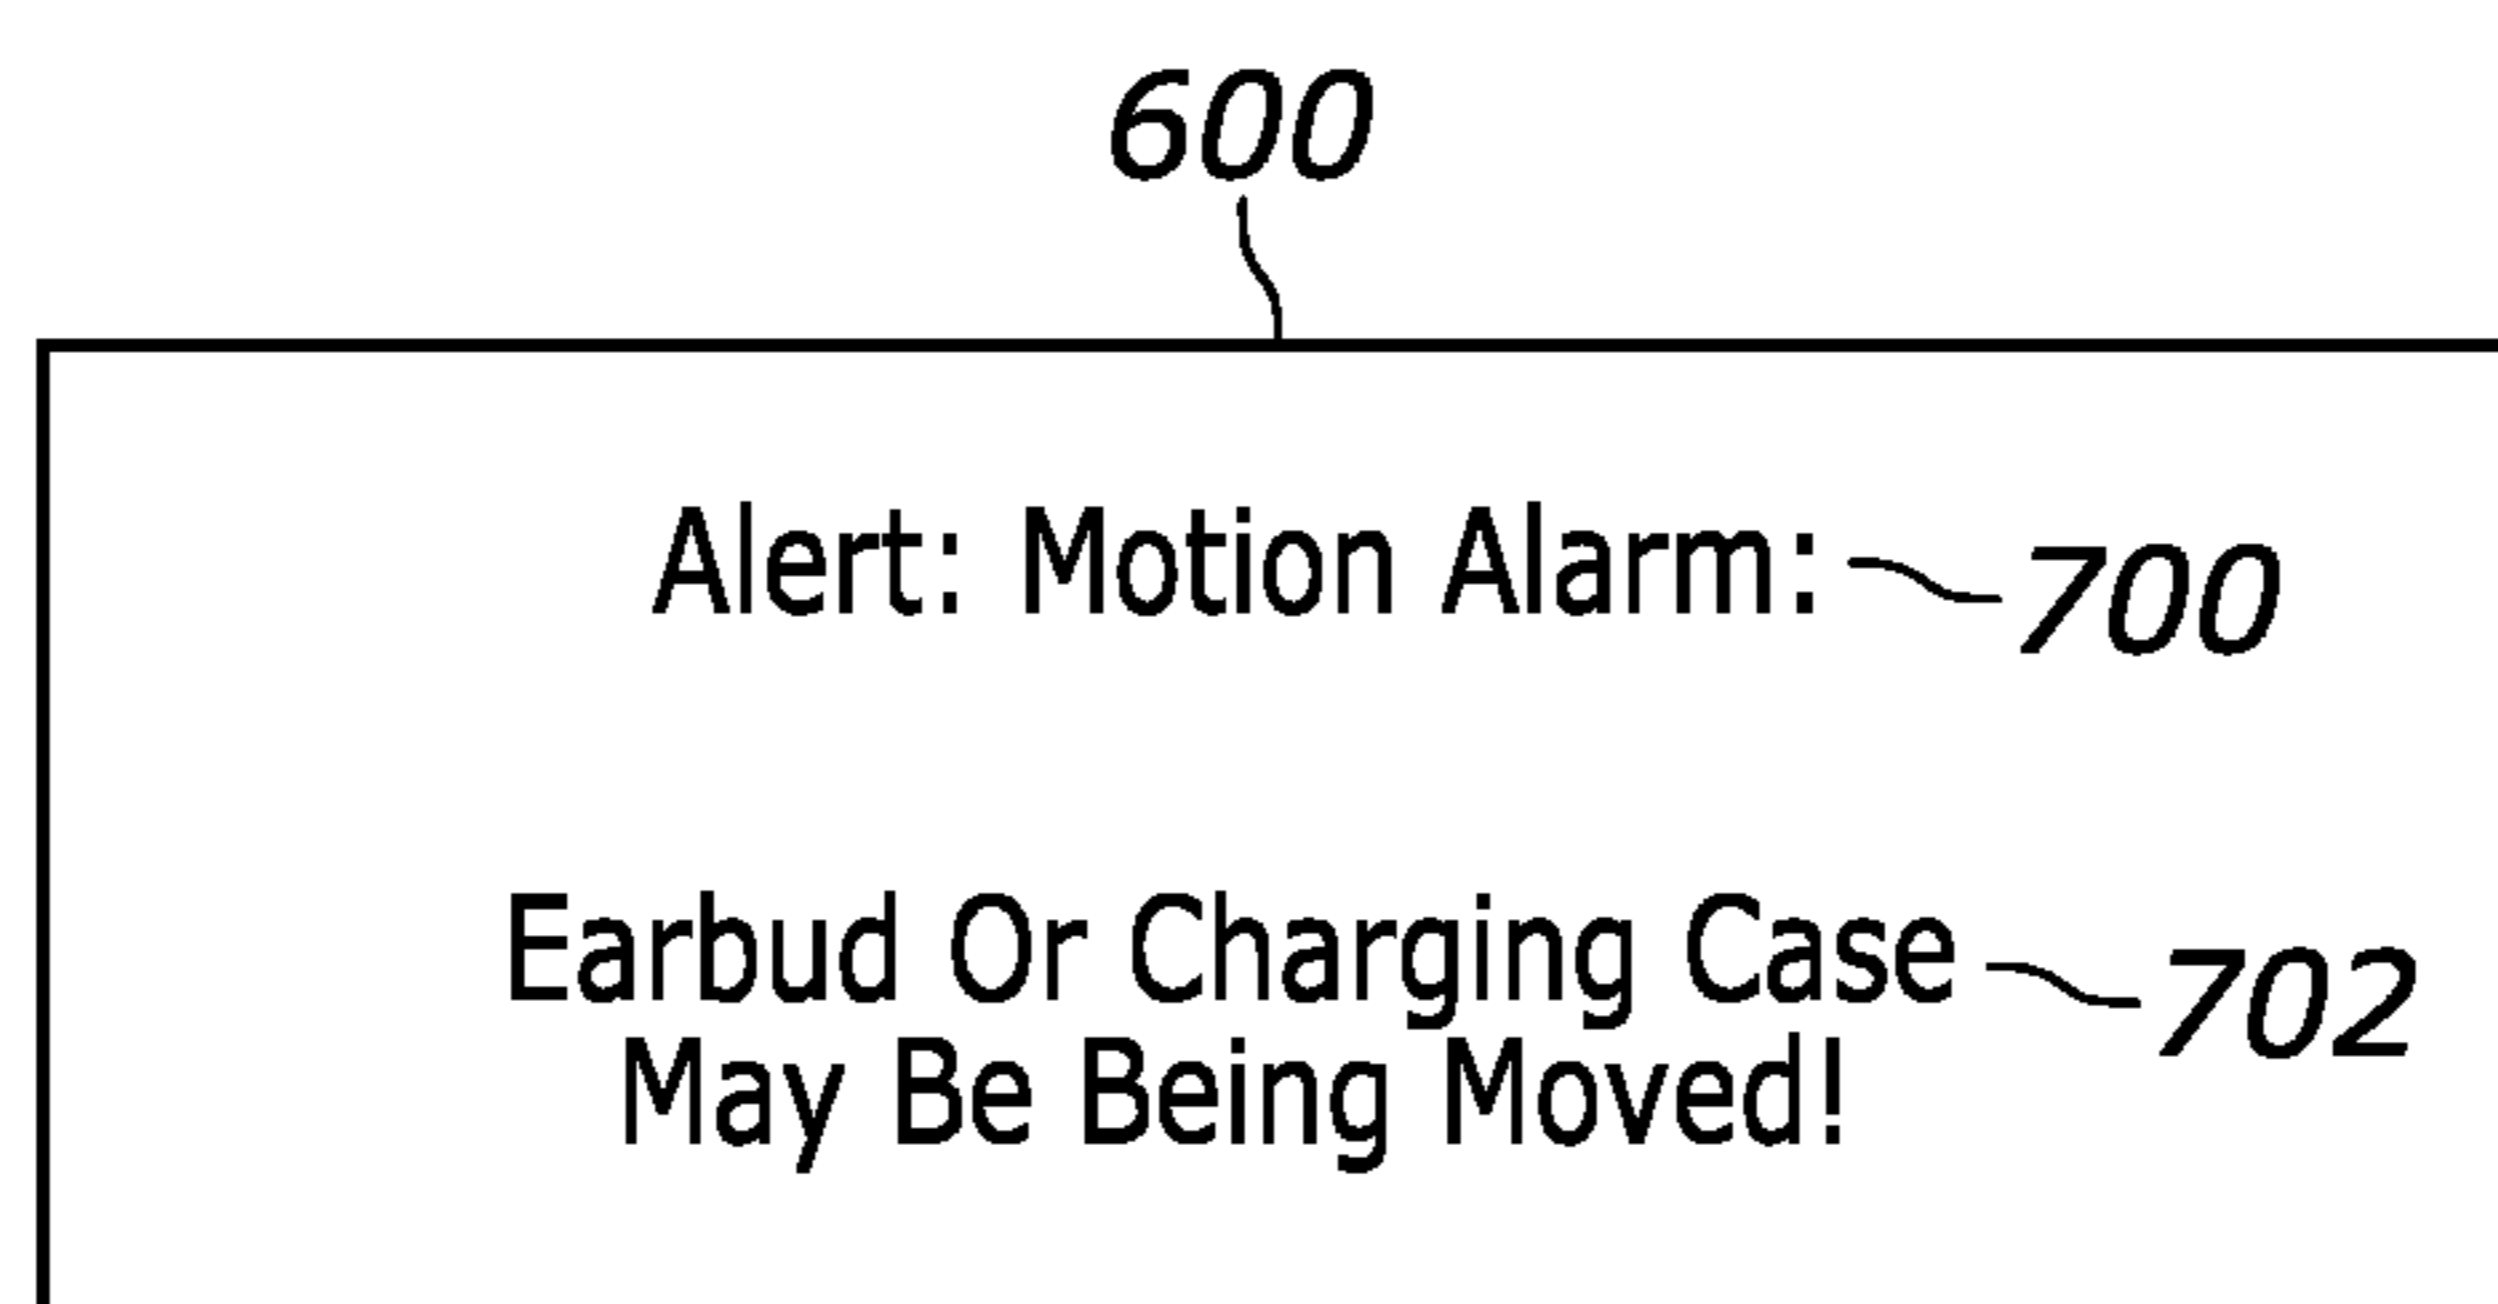 600
Alert: Motion Alarm: 700
Earbud Or Charging Case 702
May Be Being Moved!